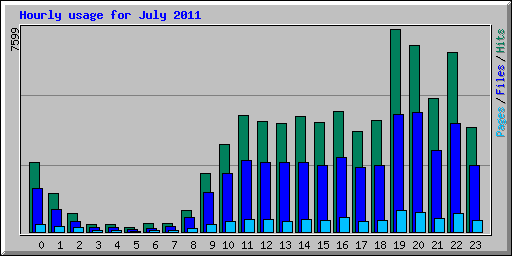 Hourly usage for July 2011
7599
Pages / Files / Hits
0 1 2 3 4 5 6 7 8 9 10 11 12 13 14 15 16 17 18 19 20 21 22 23